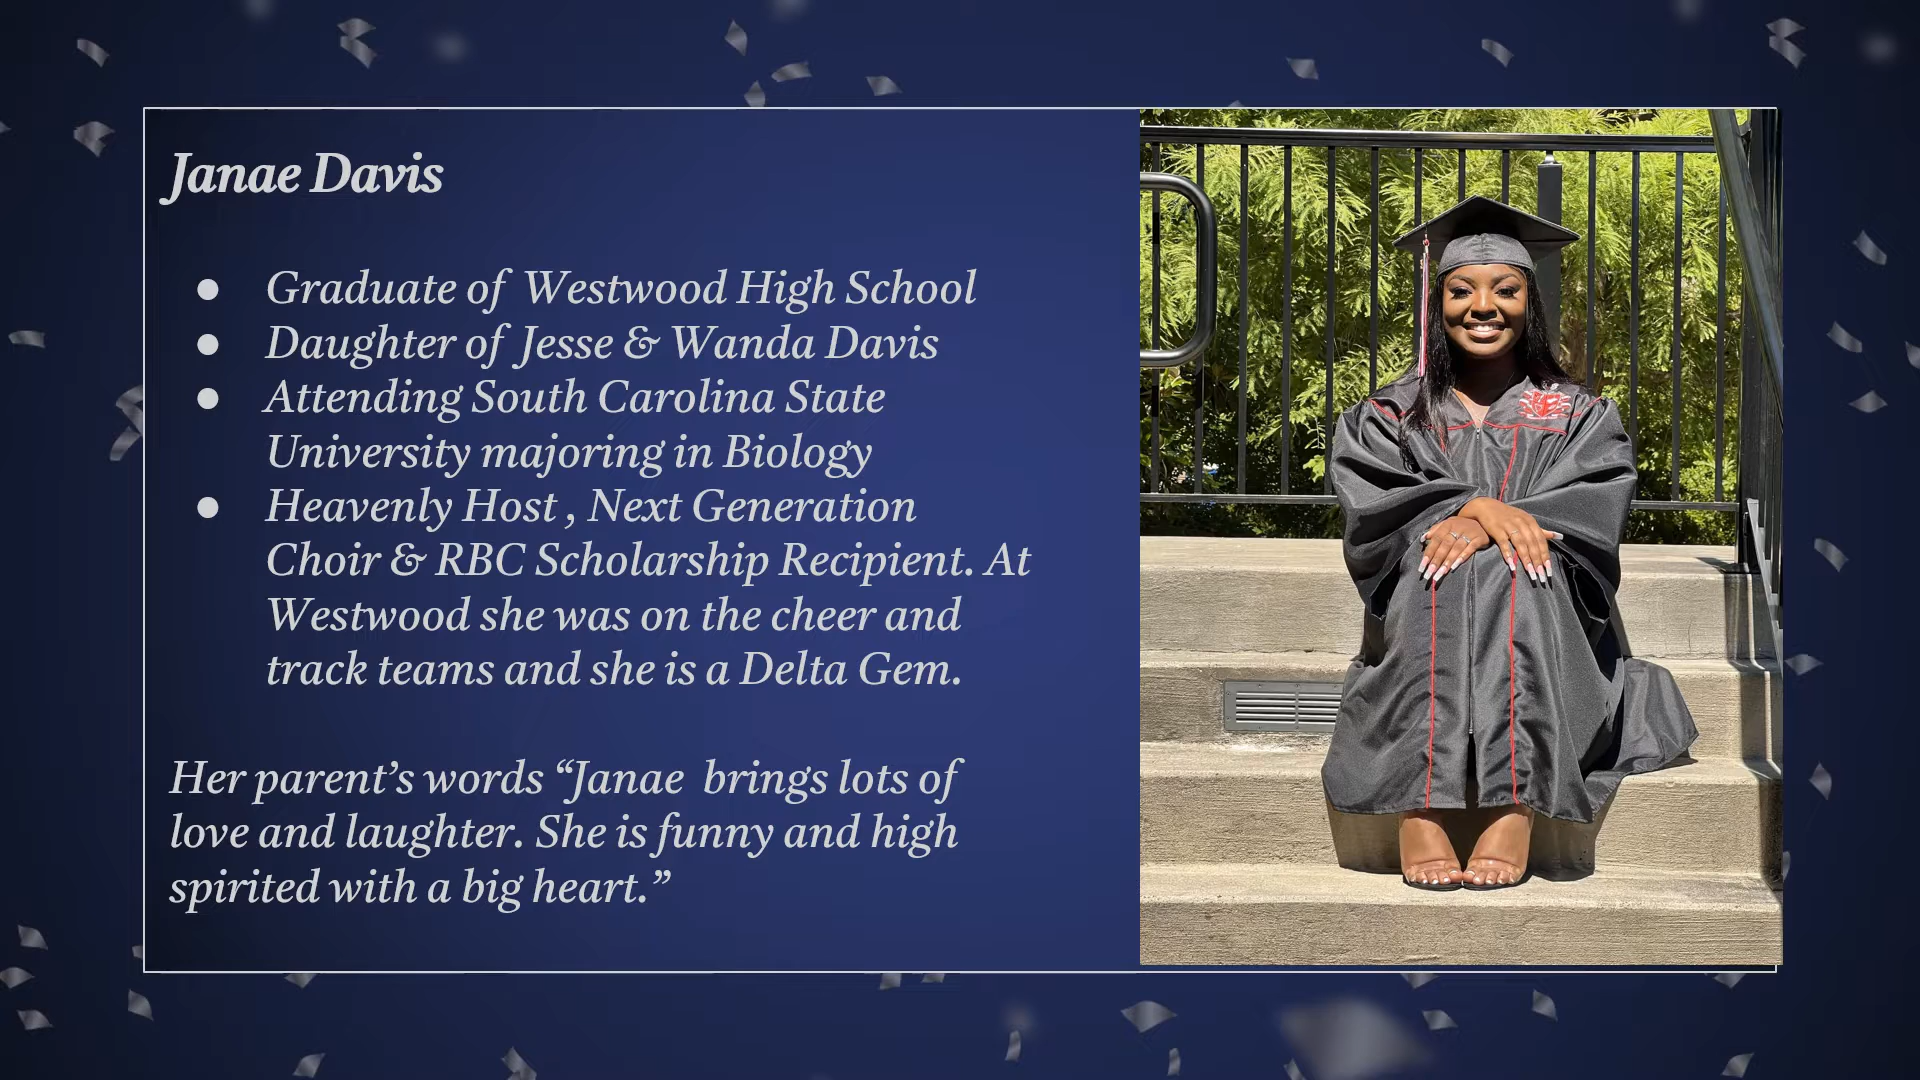 Janae Davis
● Graduate of Westwood High School
● Daughter of Jesse & Wanda Davis
● Attending South Carolina State
University majoring in Biology
● Heavenly Host , Next Generation
Choir & RBC Scholarship Recipient. At
Westwood she was on the cheer and
track teams and she is a Delta Gem.
Her parent’s words “Janae  brings lots of
love and laughter. She is funny and high
spirited with a big heart.”